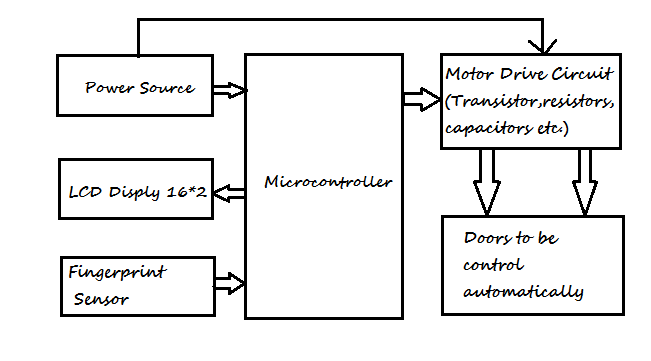 Power Source
LCD Disply 16*2
Fingerprint
Sensor
Microcontroller
Motor Drive Circuit
(Transistor,resistors,
capacitors etc.)
Doors to be
control
automatically